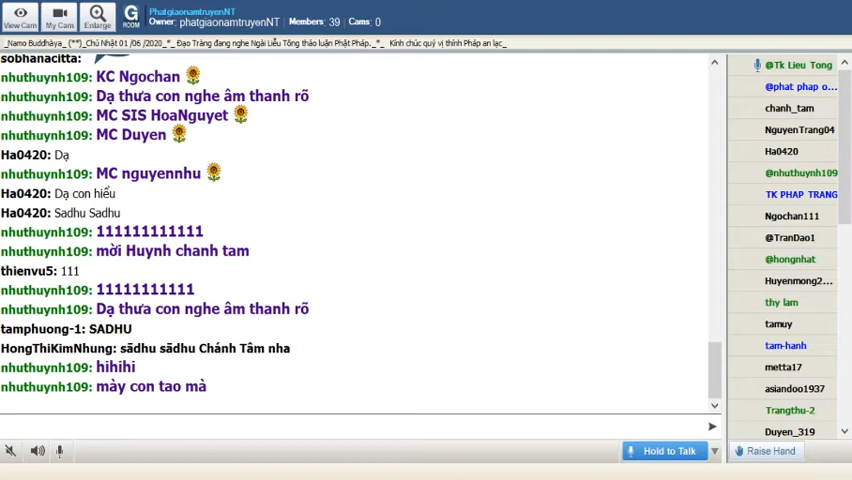 View Cam
My Cams
Enlarge
G ROOM
PhatgiaonamtruyenNT
Owner: phatgiaonamtruyenNT Members: 39 Cams: 0
_Namo Buddhàya_ (**)_Chủ Nhật 01 /06 /2020_*_ Đạo Tràng đang nghe Ngài Liễu Tông thảo luận Phật Pháp._*_ Kính chúc quý vị thính Pháp an lạc_
sobhanacitta:
nhuthuynh109: KC Ngochan
nhuthuynh109: Dạ thưa con nghe âm thanh rõ
nhuthuynh109: MC SIS HoaNguyet
nhuthuynh109: MC Duyen
Ha0420: Dạ
nhuthuynh109: MC nguyennhu
Ha0420: Dạ con hiểu
Ha0420: Sadhu Sadhu
nhuthuynh109: 111111111111
nhuthuynh109: mời Huynh chanh tam
thienvu5: 111
nhuthuynh109: 11111111111
nhuthuynh109: Dạ thưa con nghe âm thanh rõ
tamphuong-1: SADHU
HongThiKimNhung: sādhu sādhu Chánh Tâm nha
nhuthuynh109: hihihi
nhuthuynh109: mày con tao mà
@Tk Lieu Tong
@phat phap o...
chanh_tam
NguyenTrang04
Ha0420
@nhuthuynh109
TK PHAP TRANG
Ngochan111
@TranDao1
@hongnhat
Huyenmong2...
thy lam
tamuy
tam-hanh
metta17
asiandoo1937
Trangthu-2
Duyen_319
Hold to Talk
Raise Hand